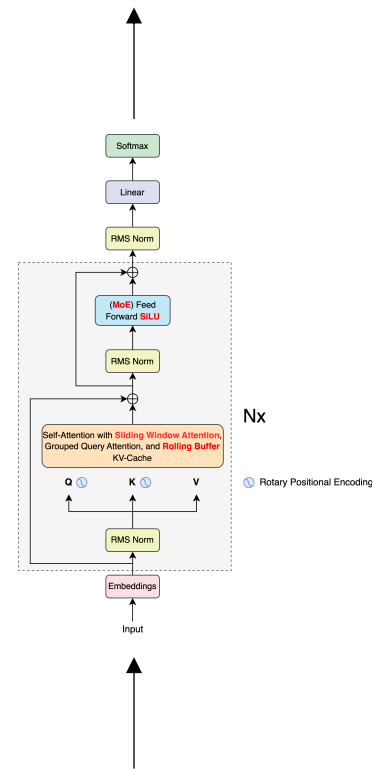 Softmax
Linear
RMS Norm
(MoE) Feed
Forward SiLU
RMS Norm
Nx
Self-Attention with Sliding Window Attention,
Grouped Query Attention, and Rolling Buffer
KV-Cache
Q K V Rotary Positional Encoding
RMS Norm
Embeddings
Input